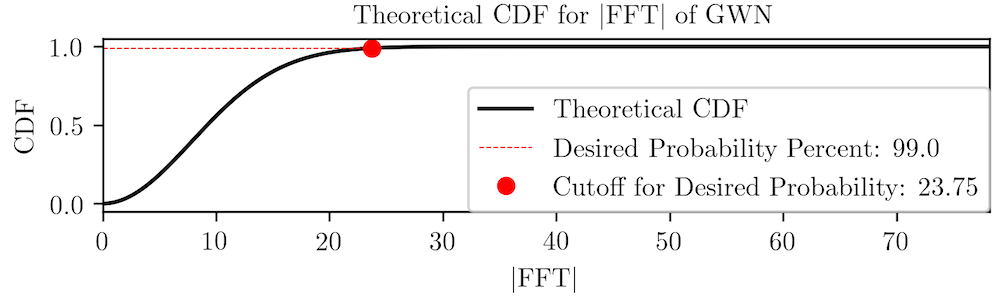 Theoretical CDF for |FFT| of GWN
CDF
1.0
0.5
0.0
Theoretical CDF
Desired Probability Percent: 99.0
Cutoff for Desired Probability: 23.75
0 10 20 30 40 50 60 70
|FFT|